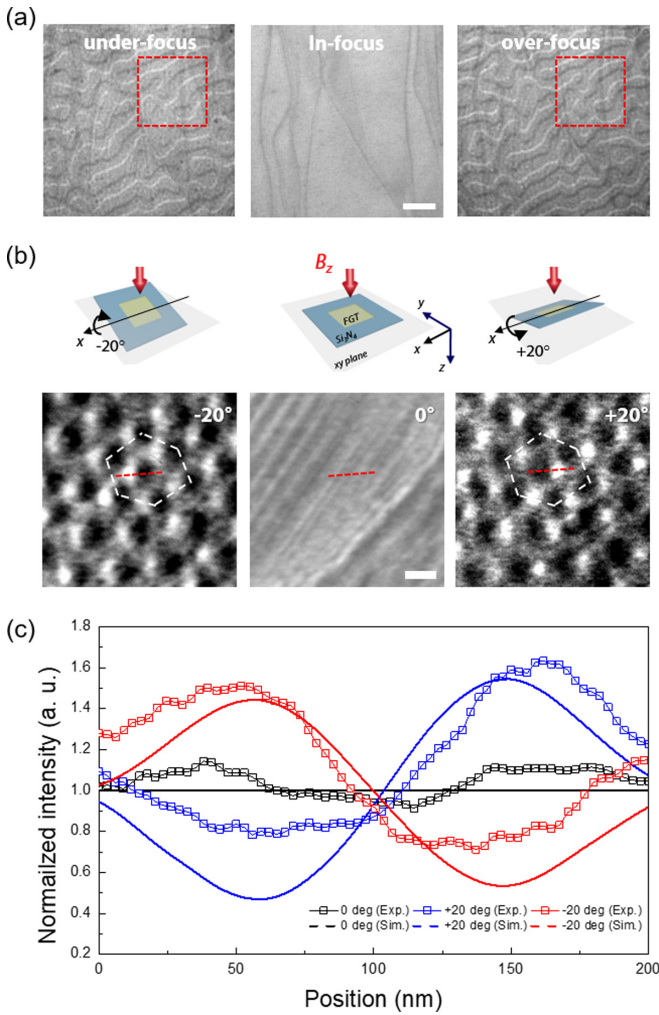 (a)
under-focus In-focus over-focus
(b)
B_z
x -20°
FGT
Si₃N₄
xy plane
y
x
z
x +20°
-20° 0° +20°
(c)
Normailzed intensity (a. u.)
1.8
1.6
1.4
1.2
1.0
0.8
0.6
0.4
0.2
0 deg (Exp.) +20 deg (Exp.) -20 deg (Exp.)
0 deg (Sim.) +20 deg (Sim.) -20 deg (Sim.)
0 50 100 150 200
Position (nm)